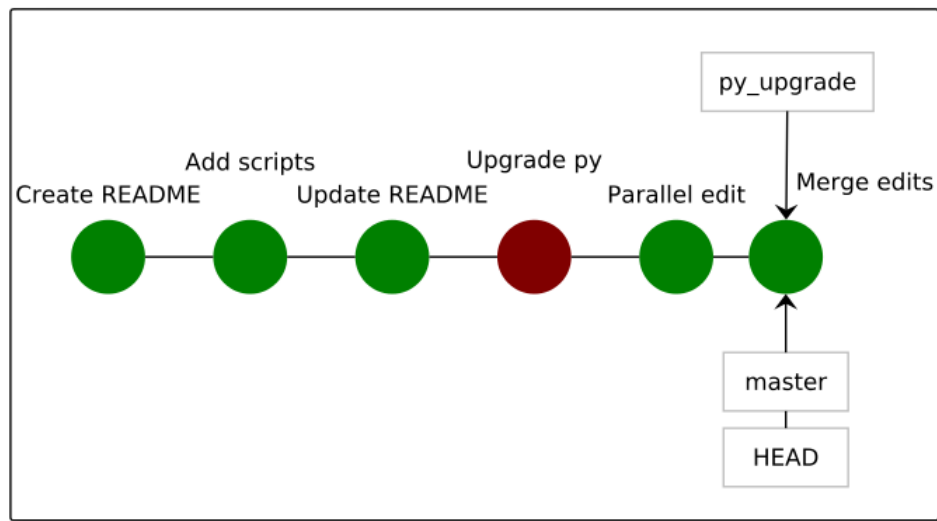 py_upgrade
Add scripts
Upgrade py
Create README
Update README
Parallel edit
Merge edits
master
HEAD